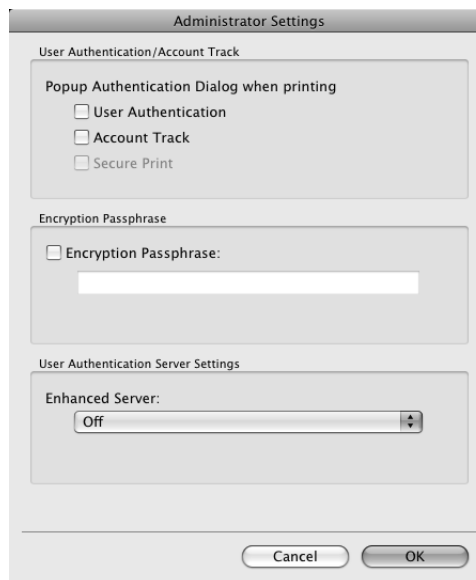 Administrator Settings
User Authentication/Account Track
Popup Authentication Dialog when printing
User Authentication
Account Track
Secure Print
Encryption Passphrase
Encryption Passphrase:
User Authentication Server Settings
Enhanced Server:
Off
Cancel OK